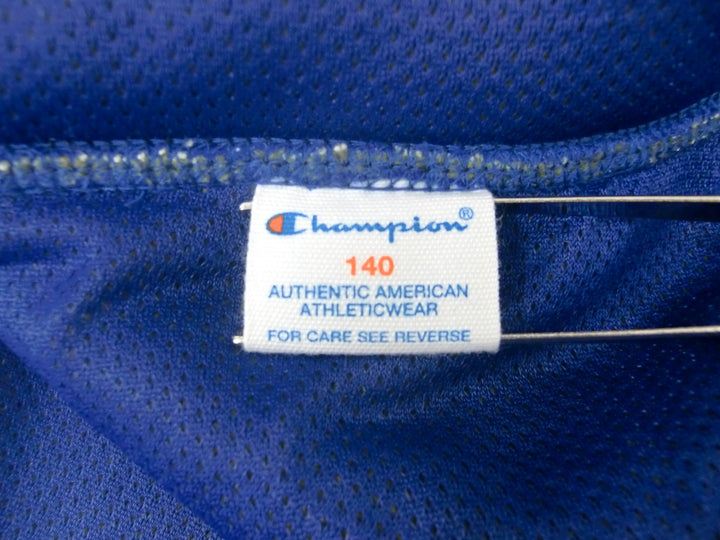 Champion®
140
AUTHENTIC AMERICAN
ATHLETICWEAR
FOR CARE SEE REVERSE